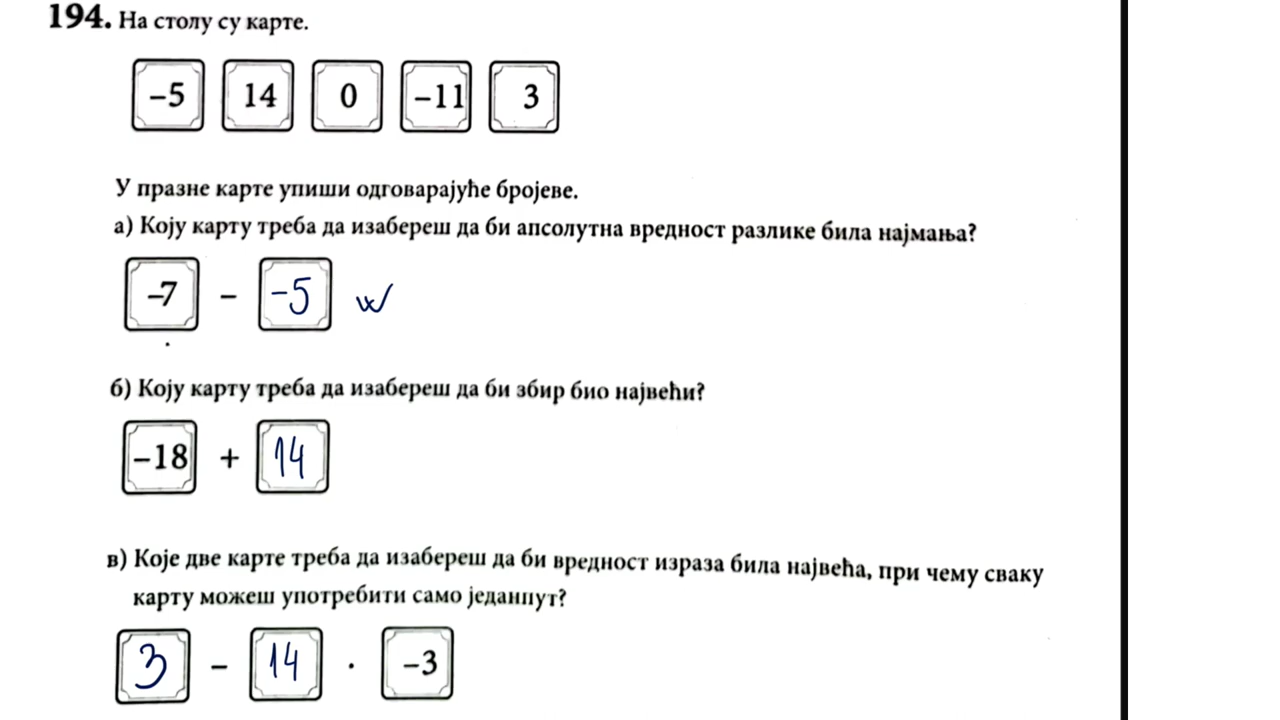 194. На столу су карте.
–5 14 0 –11 3
У празне карте упиши одговарајуће бројеве.
а) Коју карту треба да изабереш да би апсолутна вредност разлике била најмања?
–7 – –5
б) Коју карту треба да изабереш да би збир био највећи?
–18 + 14
в) Које две карте треба да изабереш да би вредност израза била највећа, при чему сваку
карту можеш употребити само једанпут?
3 – 14 · –3